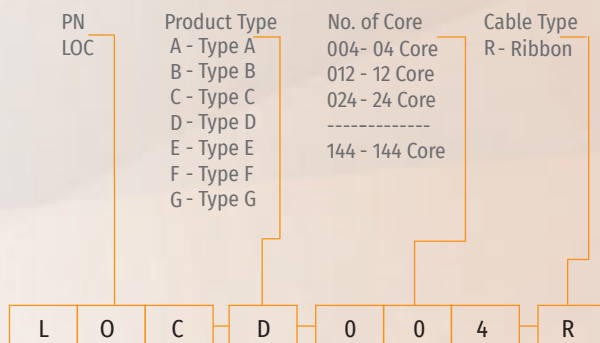 PN
LOC
Product Type
A - Type A
B - Type B
C - Type C
D - Type D
E - Type E
F - Type F
G - Type G
No. of Core
004- 04 Core
012 - 12 Core
024 - 24 Core
-------------
144 - 144 Core
Cable Type
R - Ribbon
L O C - D - 0 0 4 - R